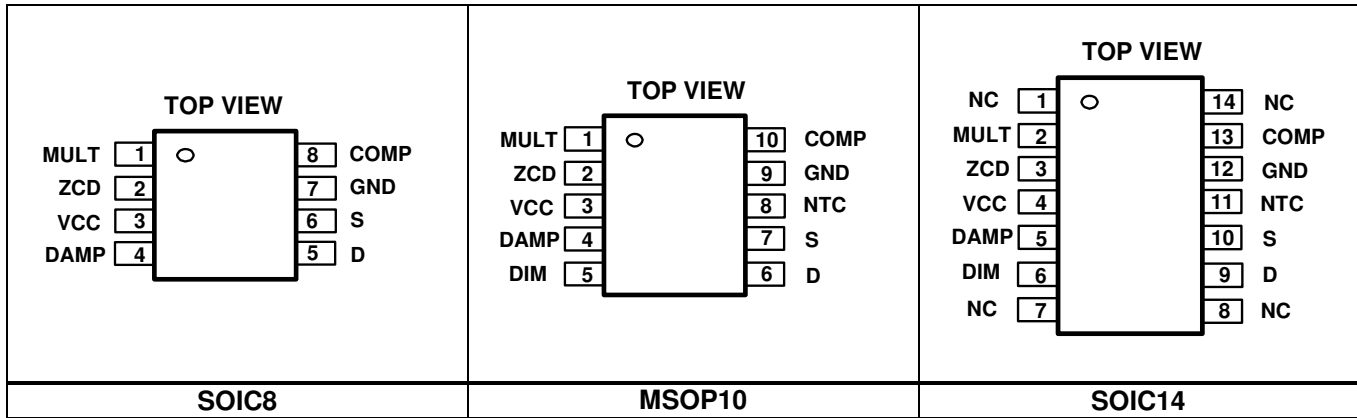 TOP VIEW
MULT 1 8 COMP
ZCD 2 7 GND
VCC 3 6 S
DAMP 4 5 D
SOIC8
TOP VIEW
MULT 1 10 COMP
ZCD 2 9 GND
VCC 3 8 NTC
DAMP 4 7 S
DIM 5 6 D
MSOP10
TOP VIEW
NC 1 14 NC
MULT 2 13 COMP
ZCD 3 12 GND
VCC 4 11 NTC
DAMP 5 10 S
DIM 6 9 D
NC 7 8 NC
SOIC14